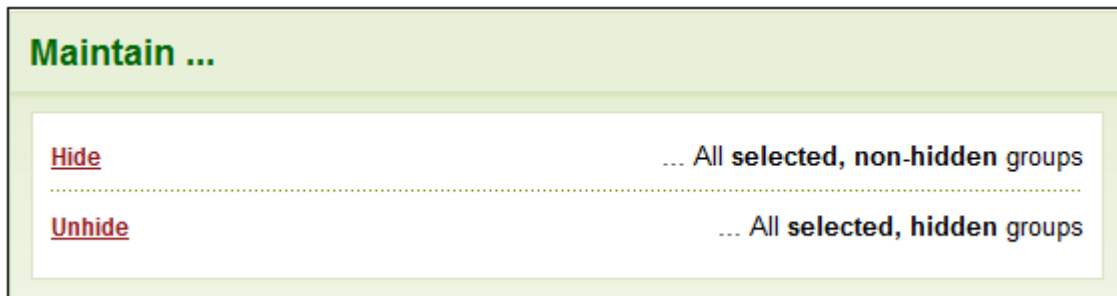 Maintain ...
Hide ... All selected, non-hidden groups
Unhide ... All selected, hidden groups